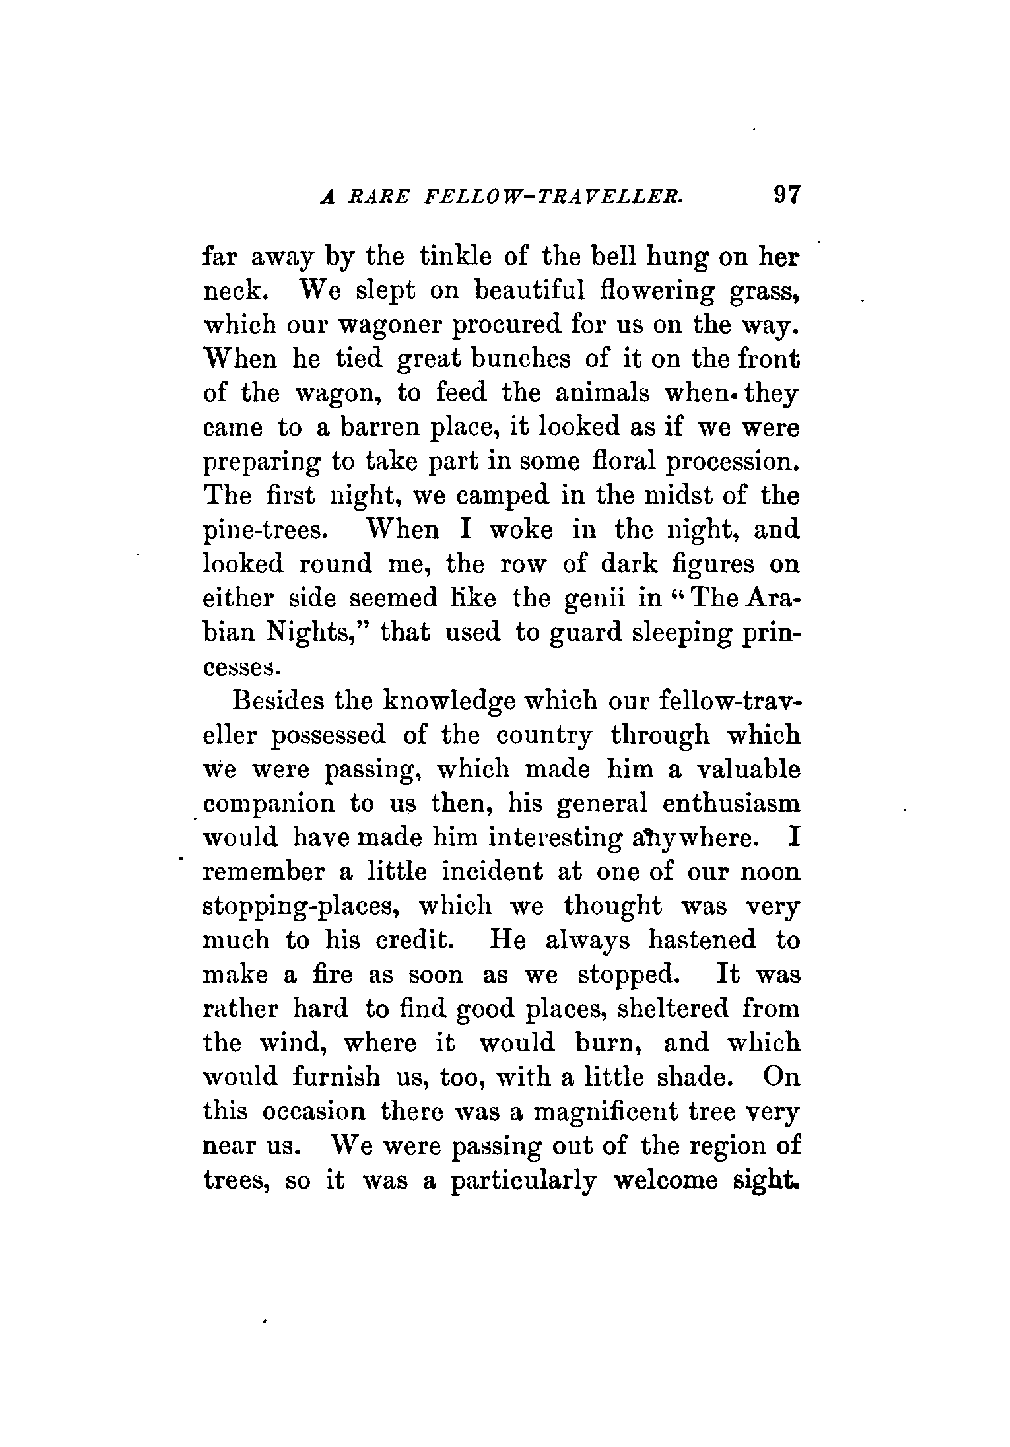 A RARE FELLOW-TRAVELLER. 97
far away by the tinkle of the bell hung on her
neck. We slept on beautiful flowering grass,
which our wagoner procured for us on the way.
When he tied great bunches of it on the front
of the wagon, to feed the animals when they
came to a barren place, it looked as if we were
preparing to take part in some floral procession.
The first night, we camped in the midst of the
pine-trees. When I woke in the night, and
looked round me, the row of dark figures on
either side seemed like the genii in “The Ara-
bian Nights,” that used to guard sleeping prin-
cesses.
Besides the knowledge which our fellow-trav-
eller possessed of the country through which
we were passing, which made him a valuable
companion to us then, his general enthusiasm
would have made him interesting anywhere. I
remember a little incident at one of our noon
stopping-places, which we thought was very
much to his credit. He always hastened to
make a fire as soon as we stopped. It was
rather hard to find good places, sheltered from
the wind, where it would burn, and which
would furnish us, too, with a little shade. On
this occasion there was a magnificent tree very
near us. We were passing out of the region of
trees, so it was a particularly welcome sight.